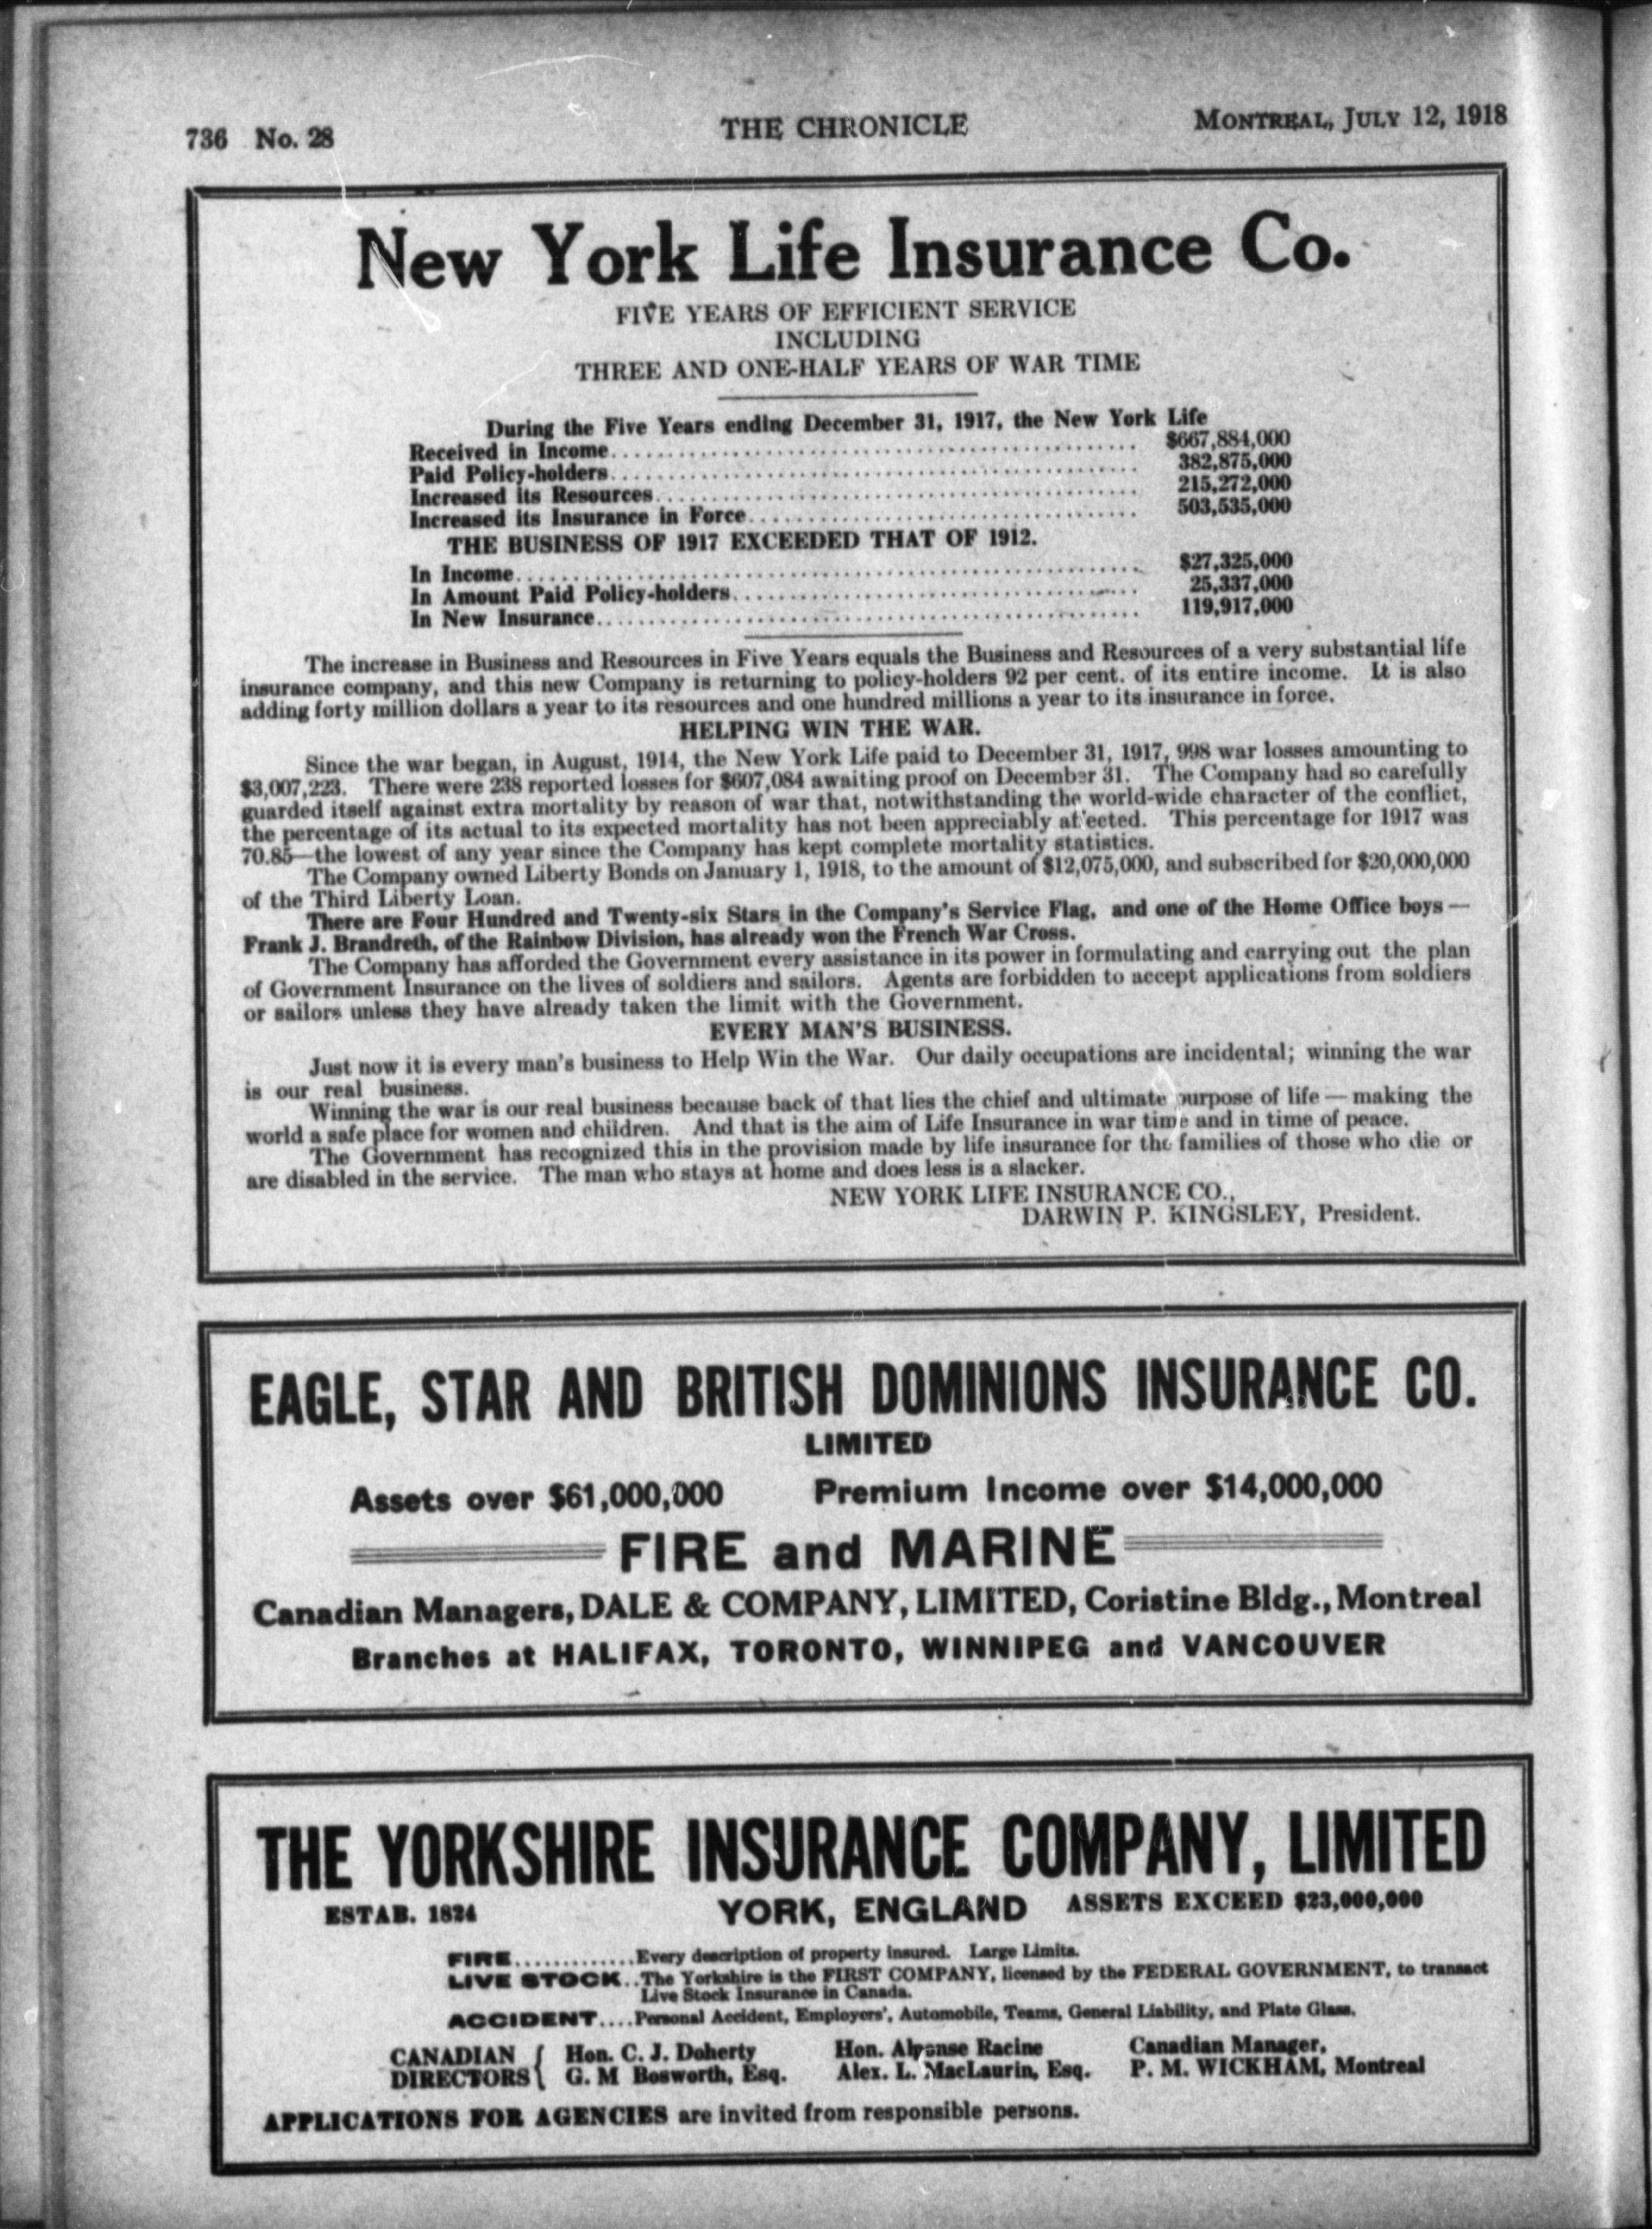 736 No. 28
THE CHRONICLE
MONTREAL, JULY 12, 1918
New York Life Insurance Co.
FIVE YEARS OF EFFICIENT SERVICE
INCLUDING
THREE AND ONE-HALF YEARS OF WAR TIME
During the Five Years ending December 31, 1917, the New York Life
Received in Income.......... $667,884,000
Paid Policy-holders.......... 382,875,000
Increased its Resources.......... 215,272,000
Increased its Insurance in Force.......... 503,535,000
THE BUSINESS OF 1917 EXCEEDED THAT OF 1912.
In Income.......... $27,325,000
In Amount Paid Policy-holders.......... 25,337,000
In New Insurance.......... 119,917,000
The increase in Business and Resources in Five Years equals the Business and Resources of a very substantial life
insurance company, and this new Company is returning to policy-holders 92 per cent. of its entire income. It is also
adding forty million dollars a year to its resources and one hundred millions a year to its insurance in force.
HELPING WIN THE WAR.
Since the war began, in August, 1914, the New York Life paid to December 31, 1917, 998 war losses amounting to
$3,007,223. There were 238 reported losses for $607,084 awaiting proof on December 31. The Company had so carefully
guarded itself against extra mortality by reason of war that, notwithstanding the world-wide character of the conflict,
the percentage of its actual to its expected mortality has not been appreciably affected. This percentage for 1917 was
70.85—the lowest of any year since the Company has kept complete mortality statistics.
The Company owned Liberty Bonds on January 1, 1918, to the amount of $12,075,000, and subscribed for $20,000,000
of the Third Liberty Loan.
There are Four Hundred and Twenty-six Stars in the Company's Service Flag, and one of the Home Office boys —
Frank J. Brandreth, of the Rainbow Division, has already won the French War Cross.
The Company has afforded the Government every assistance in its power in formulating and carrying out the plan
of Government Insurance on the lives of soldiers and sailors. Agents are forbidden to accept applications from soldiers
or sailors unless they have already taken the limit with the Government.
EVERY MAN'S BUSINESS.
Just now it is every man's business to Help Win the War. Our daily occupations are incidental; winning the war
is our real business.
Winning the war is our real business because back of that lies the chief and ultimate purpose of life — making the
world a safe place for women and children. And that is the aim of Life Insurance in war time and in time of peace.
The Government has recognized this in the provision made by life insurance for the families of those who die or
are disabled in the service. The man who stays at home and does less is a slacker.
NEW YORK LIFE INSURANCE CO.,
DARWIN P. KINGSLEY, President.
EAGLE, STAR AND BRITISH DOMINIONS INSURANCE CO.
LIMITED
Assets over $61,000,000 Premium Income over $14,000,000
FIRE and MARINE
Canadian Managers, DALE & COMPANY, LIMITED, Coristine Bldg., Montreal
Branches at HALIFAX, TORONTO, WINNIPEG and VANCOUVER
THE YORKSHIRE INSURANCE COMPANY, LIMITED
ESTAB. 1824 YORK, ENGLAND ASSETS EXCEED $23,000,000
FIRE.............Every description of property insured. Large Limits.
LIVE STOCK..The Yorkshire is the FIRST COMPANY, licensed by the FEDERAL GOVERNMENT, to transact
Live Stock Insurance in Canada.
ACCIDENT....Personal Accident, Employers', Automobile, Teams, General Liability, and Plate Glass.
CANADIAN { Hon. C. J. Doherty Hon. Alponse Racine Canadian Manager,
DIRECTORS { G. M Bosworth, Esq. Alex. L. MacLaurin, Esq. P. M. WICKHAM, Montreal
APPLICATIONS FOR AGENCIES are invited from responsible persons.